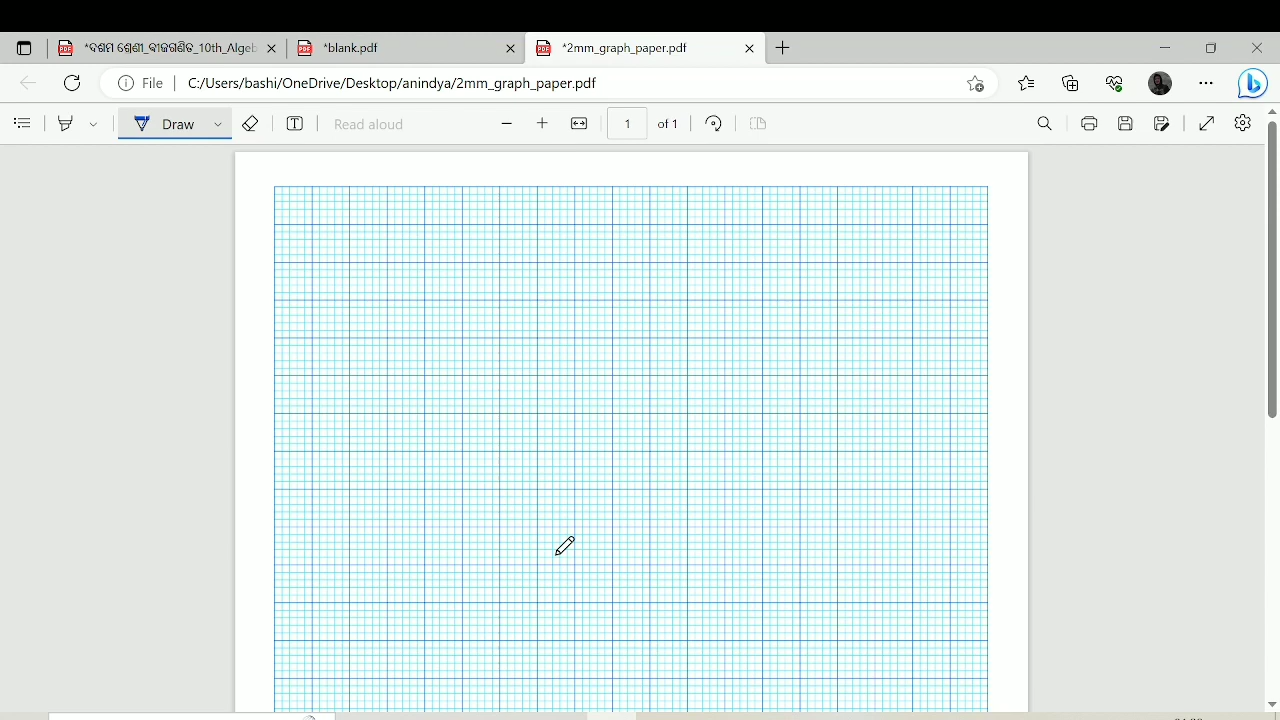 *ଦଶମ ଶ୍ରେଣୀ_ବୀଜଗଣିତ_10th_Algeb
*blank.pdf
*2mm_graph_paper.pdf
File
C:/Users/bashi/OneDrive/Desktop/anindya/2mm_graph_paper.pdf
Draw
Read aloud
1
of 1